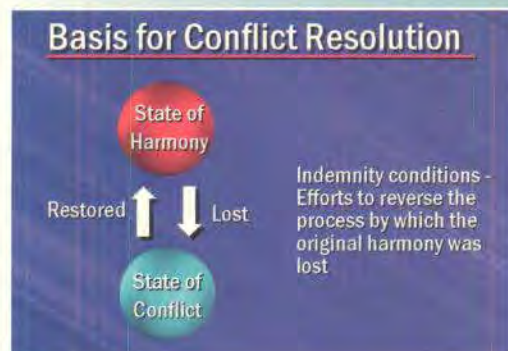 Basis for Conflict Resolution
State of
Harmony
Restored
Lost
State of
Conflict
Indemnity conditions -
Efforts to reverse the
process by which the
original harmony was
lost